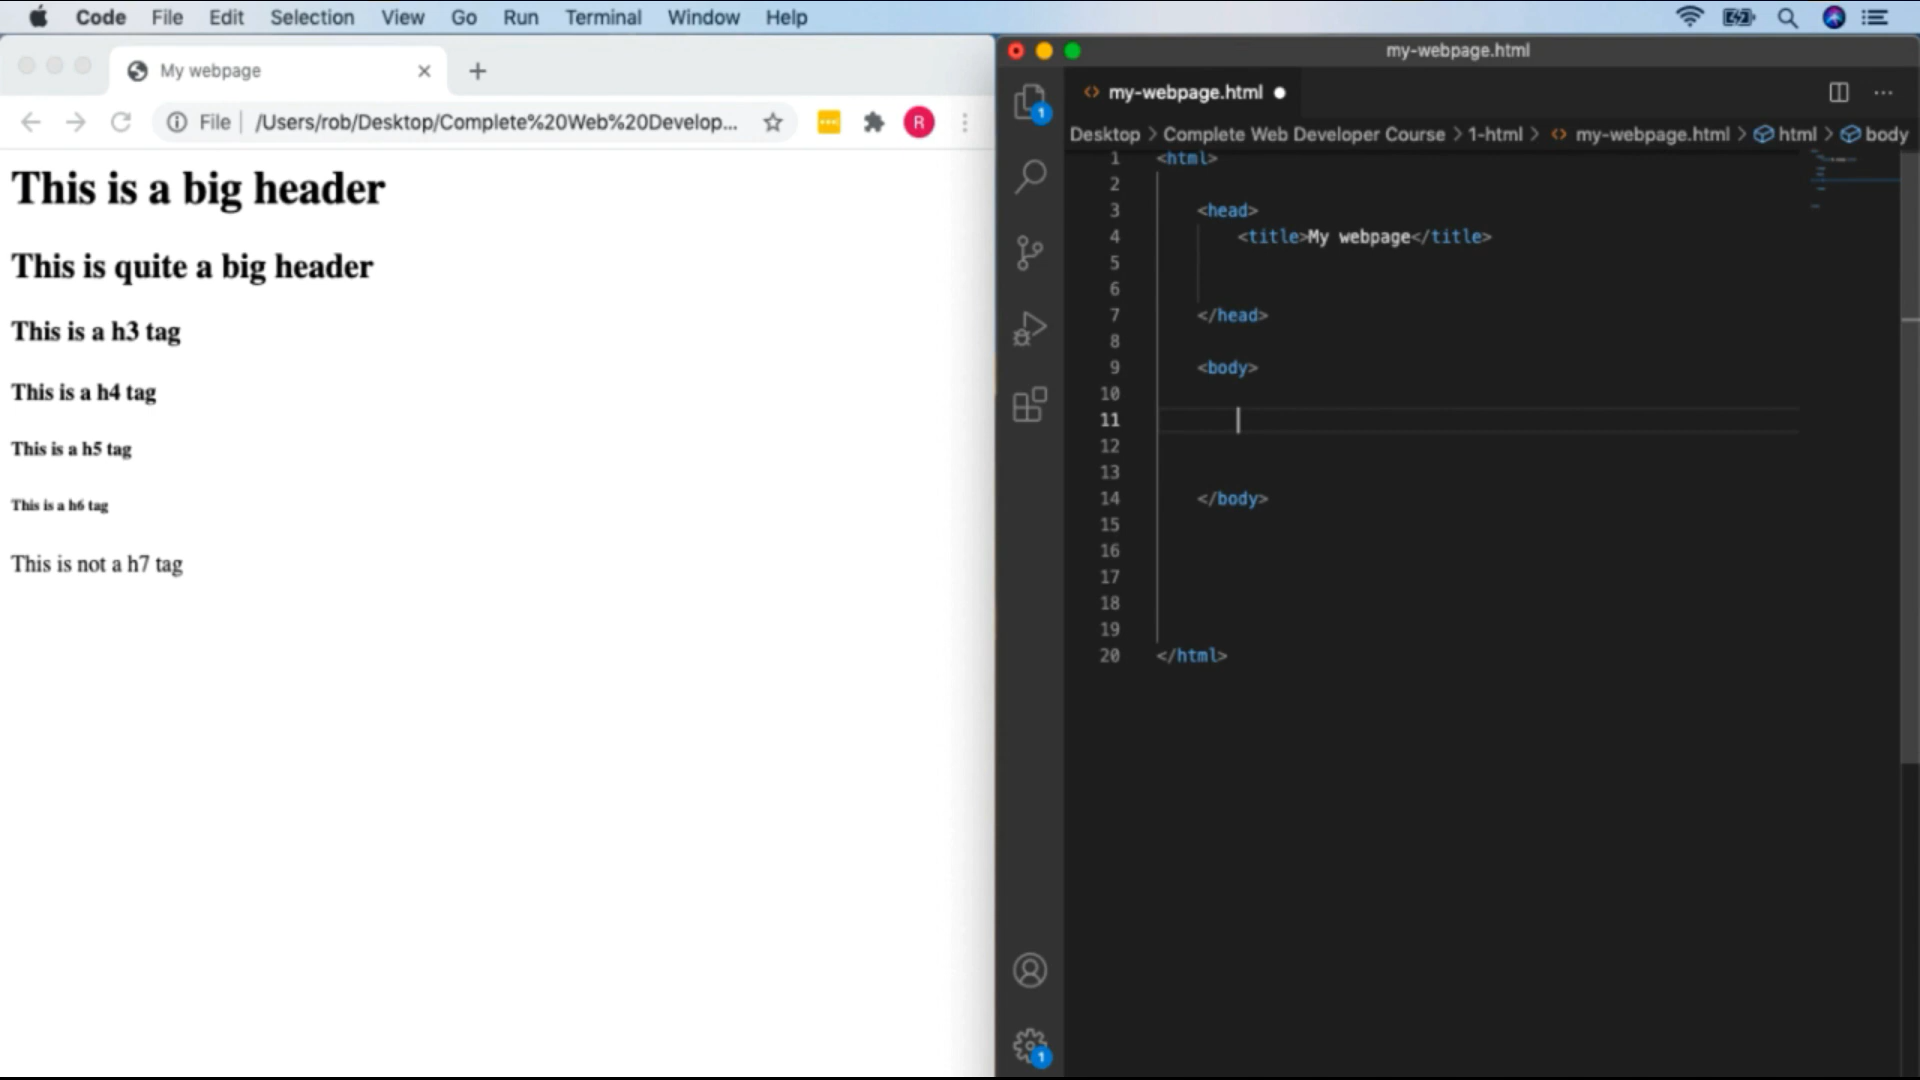 Code File Edit Selection View Go Run Terminal Window Help
My webpage
File /Users/rob/Desktop/Complete%20Web%20Develop... R
This is a big header
This is quite a big header
This is a h3 tag
This is a h4 tag
This is a h5 tag
This is a h6 tag
This is not a h7 tag
my-webpage.html
my-webpage.html
1
Desktop > Complete Web Developer Course > 1-html > my-webpage.html > html > body
1 <html>
2
3 <head>
4 <title>My webpage</title>
5
6
7 </head>
8
9 <body>
10
11
12
13
14 </body>
15
16
17
18
19
20 </html>
1